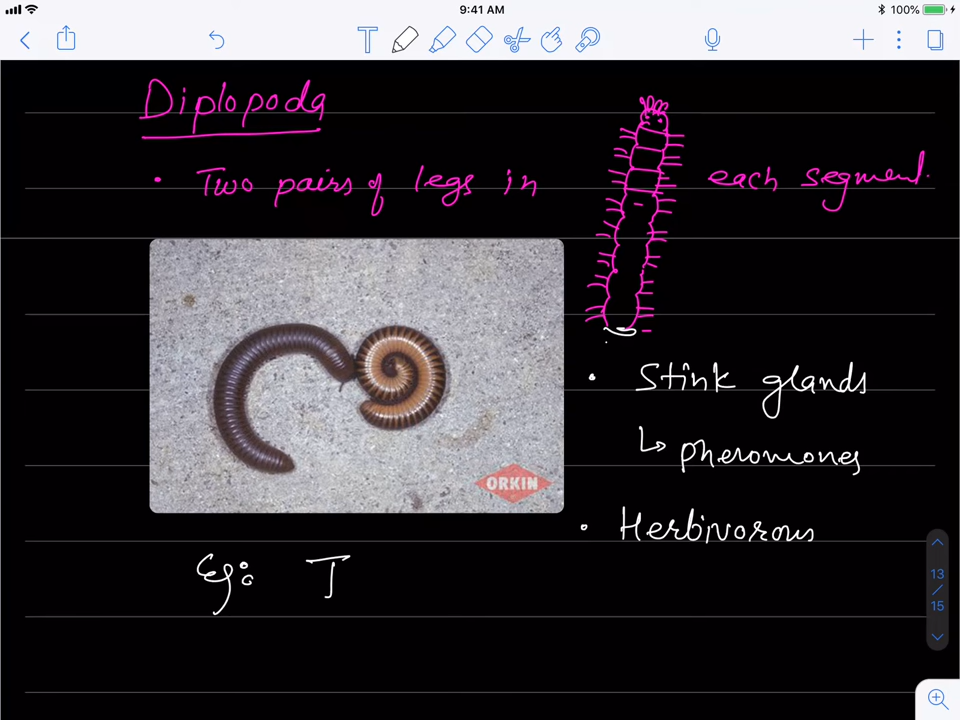 9:41 AM
100%
Diplopoda
• Two pairs of legs in each segment.
ORKIN
• Stink glands
↳ pheromones
• Herbivorous
Eg: T
13
/
15